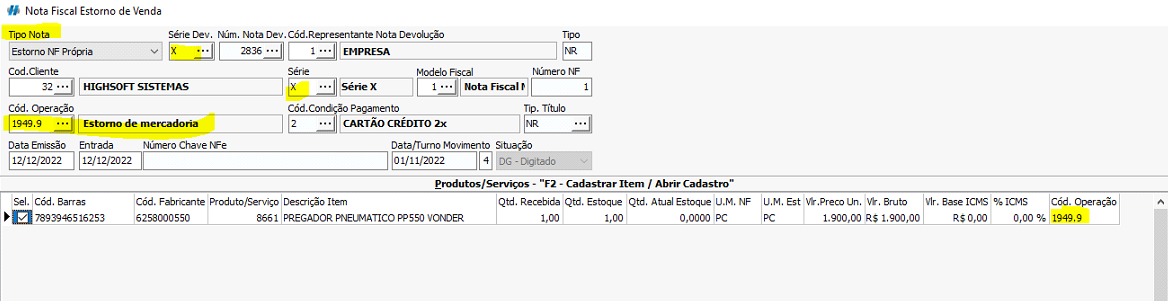 Nota Fiscal Estorno de Venda
Tipo Nota Série Dev. Núm. Nota Dev. Cód.Representante Nota Devolução Tipo
Estorno NF Própria X ... 2836 ... 1 ... EMPRESA NR
Cod.Cliente Série Modelo Fiscal Número NF
32 ... HIGHSOFT SISTEMAS X ... Série X 1 ... Nota Fiscal 1
Cód. Operação Cód.Condição Pagamento Tip. Título
1949.9 ... Estorno de mercadoria 2 ... CARTÃO CRÉDITO 2x NR ...
Data Emissão Entrada Número Chave NFe Data/Turno Movimento Situação
12/12/2022 12/12/2022 01/11/2022 4 DG - Digitado
Produtos/Serviços - "F2 - Cadastrar Item / Abrir Cadastro"
Sel. Cód. Barras Cód. Fabricante Produto/Serviço Descrição Item Qtd. Recebida Qtd. Estoque Qtd. Atual Estoque U.M. NF U.M. Est Vlr.Preco Un. Vlr. Bruto Vlr. Base ICMS % ICMS Cód. Operação
7893946516253 6258000550 8661 PREGADOR PNEUMATICO PP550 VONDER 1,00 1,00 0,0000 PC PC 1.900,00 R$ 1.900,00 R$ 0,00 0,00 % 1949.9